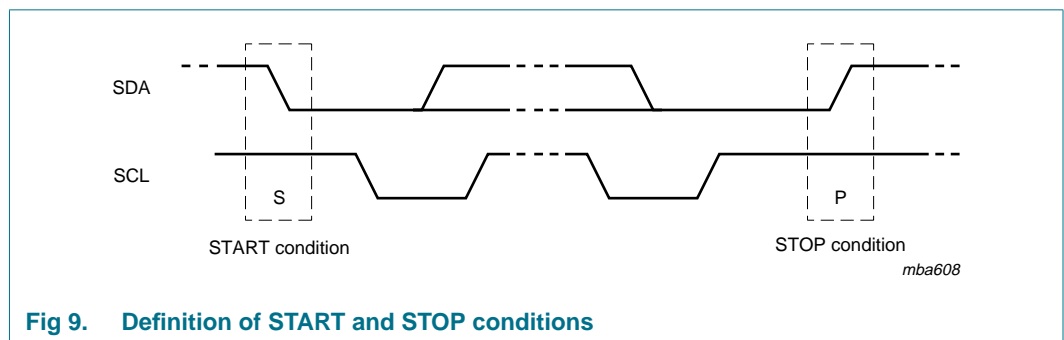 SDA
SCL
S
P
START condition
STOP condition
mba608
Fig 9. Definition of START and STOP conditions